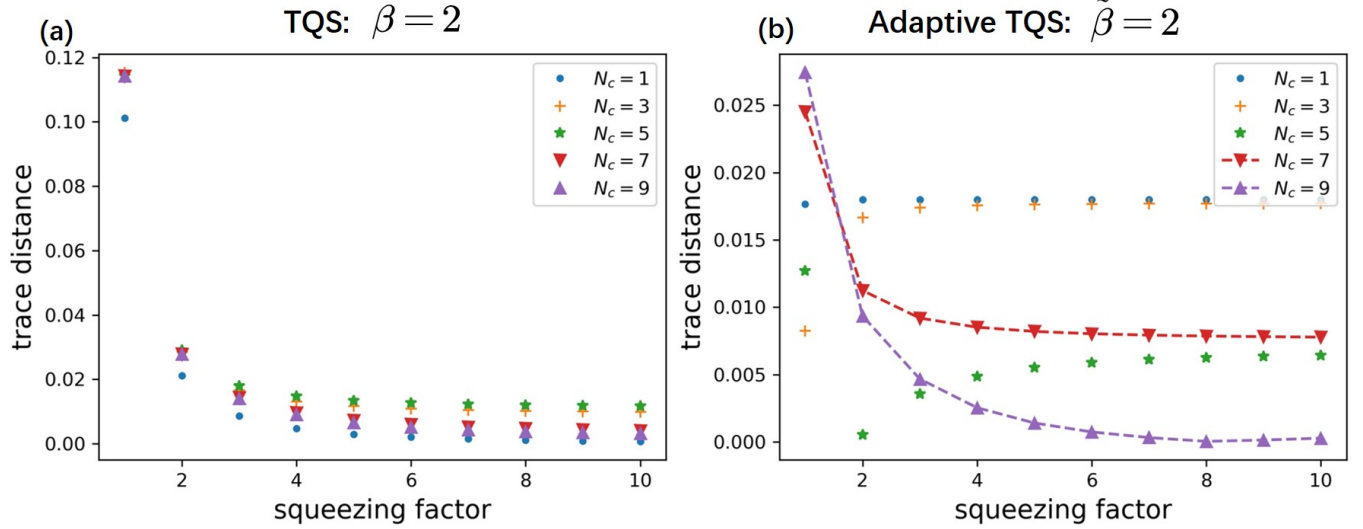 (a) TQS: β = 2
0.12
0.10
0.08
0.06
0.04
0.02
0.00
trace distance
2 4 6 8 10
squeezing factor
N_c = 1
N_c = 3
N_c = 5
N_c = 7
N_c = 9
(b) Adaptive TQS: β̃ = 2
0.025
0.020
0.015
0.010
0.005
0.000
trace distance
2 4 6 8 10
squeezing factor
N_c = 1
N_c = 3
N_c = 5
N_c = 7
N_c = 9